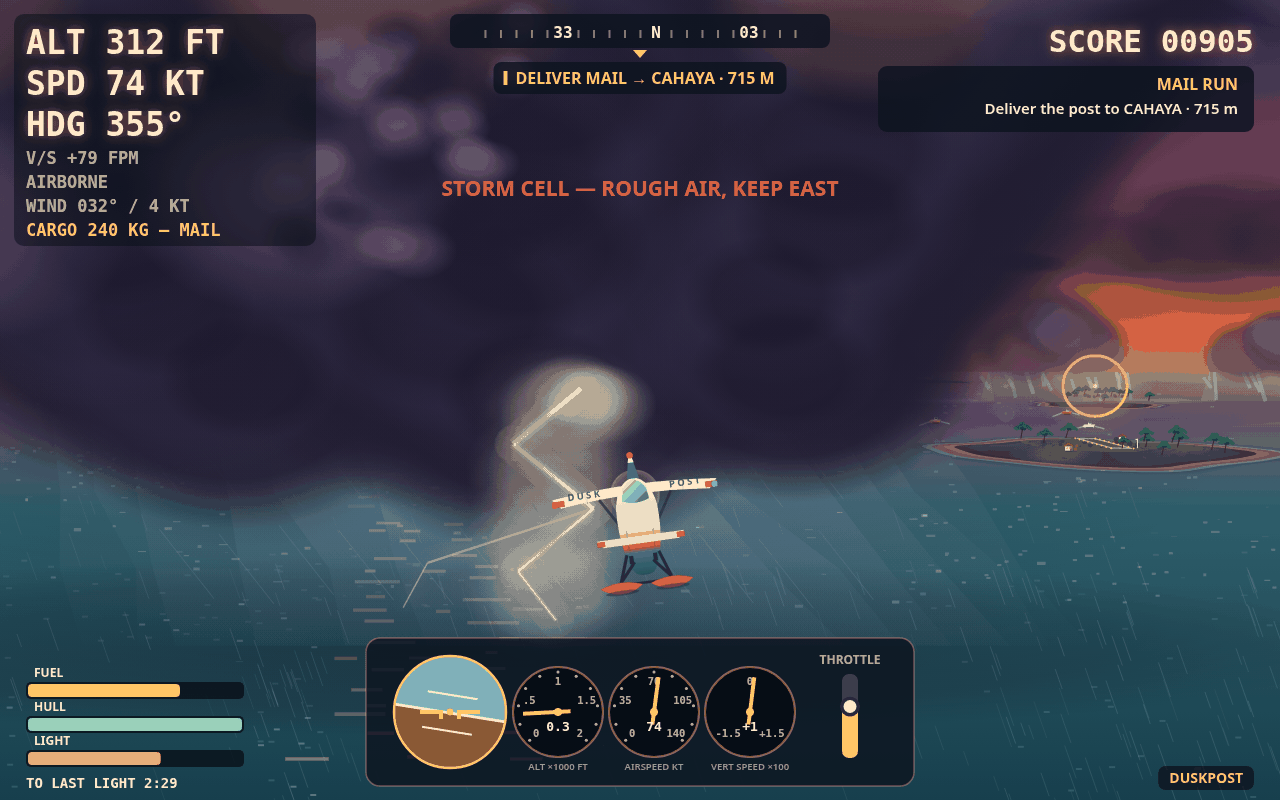 ALT 312 FT
SPD 74 KT
HDG 355°
V/S +79 FPM
AIRBORNE
WIND 032° / 4 KT
CARGO 240 KG — MAIL
33 N 03
DELIVER MAIL → CAHAYA · 715 M
SCORE 00905
MAIL RUN
Deliver the post to CAHAYA · 715 m
STORM CELL — ROUGH AIR, KEEP EAST
DUSK POST
1
FUEL
HULL
LIGHT
TO LAST LIGHT 2:29
0 .5 1 1.5 2
0.3
ALT ×1000 FT
0 35 70 105 140
74
AIRSPEED KT
-1.5 0 +1.5
+1
VERT SPEED ×100
THROTTLE
DUSKPOST